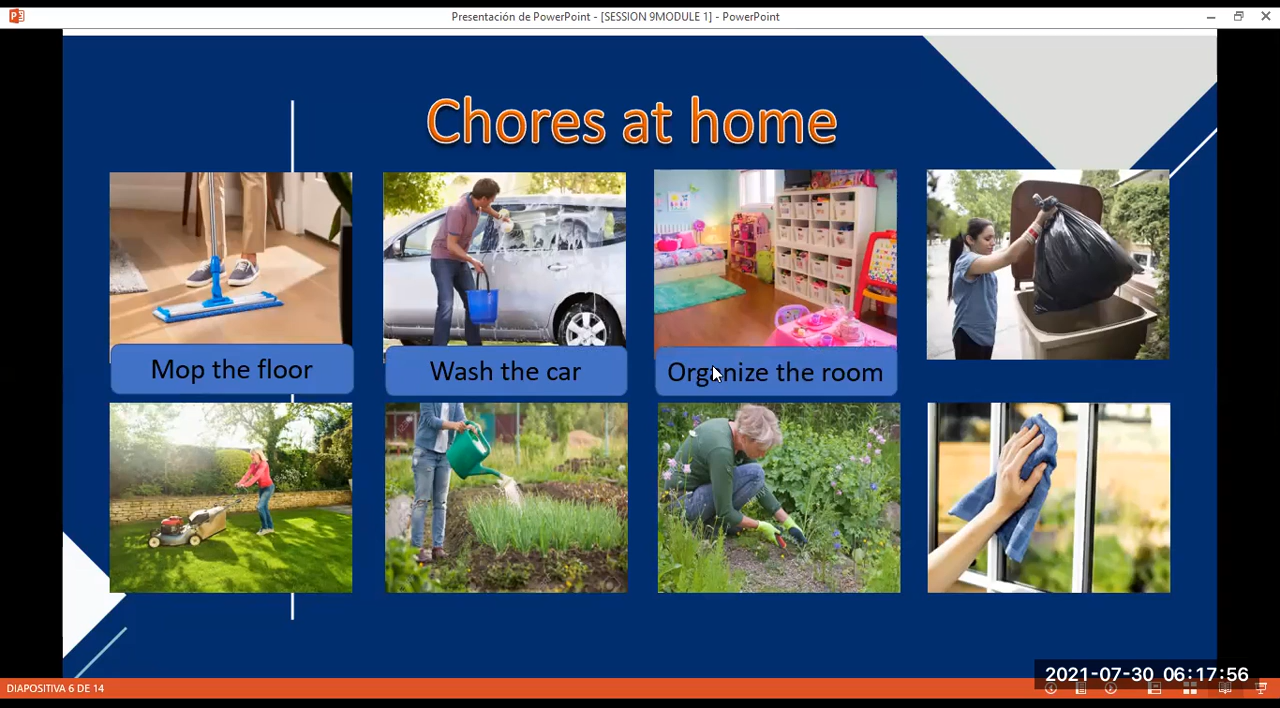 Presentación de PowerPoint - [SESSION 9MODULE 1] - PowerPoint
Chores at home
Mop the floor
Wash the car
Organize the room
2021-07-30 06:17:56
DIAPOSITIVA 6 DE 14